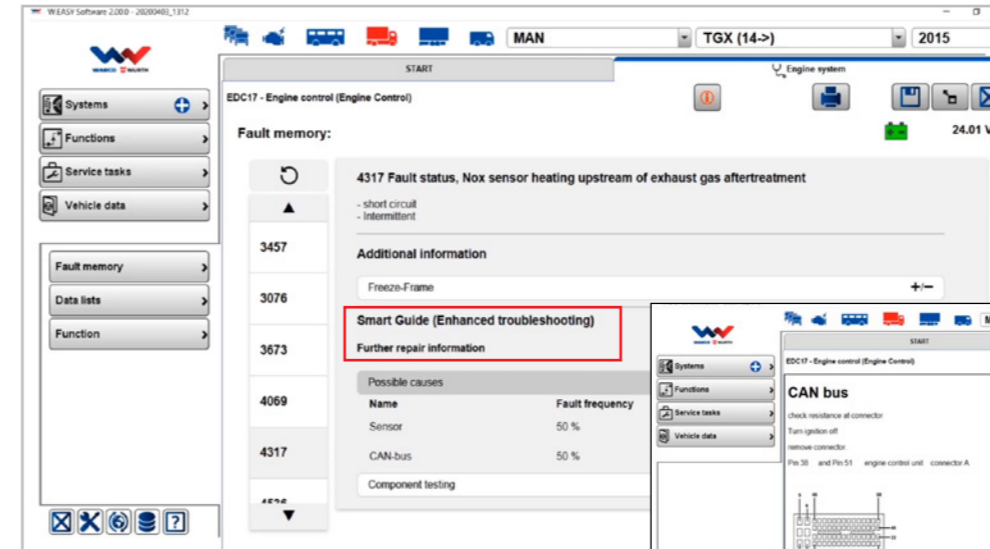 W.EASY Software 2.00.0 - 20200403_1312
MAN
TGX (14->)
2015
WABCO WURTH
START
Engine system
Systems
Functions
Service tasks
Vehicle data
Fault memory
Data lists
Function
EDC17 - Engine control (Engine Control)
24.01 V
Fault memory:
3457
3076
3673
4069
4317
4317 Fault status, Nox sensor heating upstream of exhaust gas aftertreatment
- short circuit
- Intermittent
Additional information
Freeze-Frame
+/-
Smart Guide (Enhanced troubleshooting)
Further repair information
Possible causes
Name Fault frequency
Sensor 50 %
CAN-bus 50 %
Component testing
START
WABCO WURTH
Systems
Functions
Service tasks
Vehicle data
EDC17 - Engine control (Engine Control)
CAN bus
check resistance at connector
Turn ignition off
remove connector
Pin 38 and Pin 51 engine control unit connector A